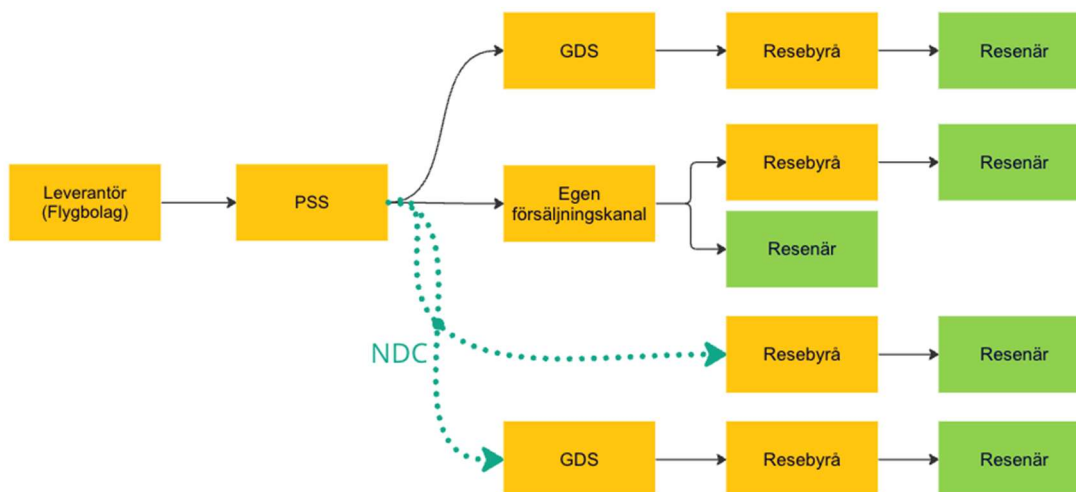 GDS
Resebyrå
Resenär
Leverantör
(Flygbolag)
PSS
Egen
försäljningskanal
Resebyrå
Resenär
Resenär
NDC
Resebyrå
Resenär
GDS
Resebyrå
Resenär